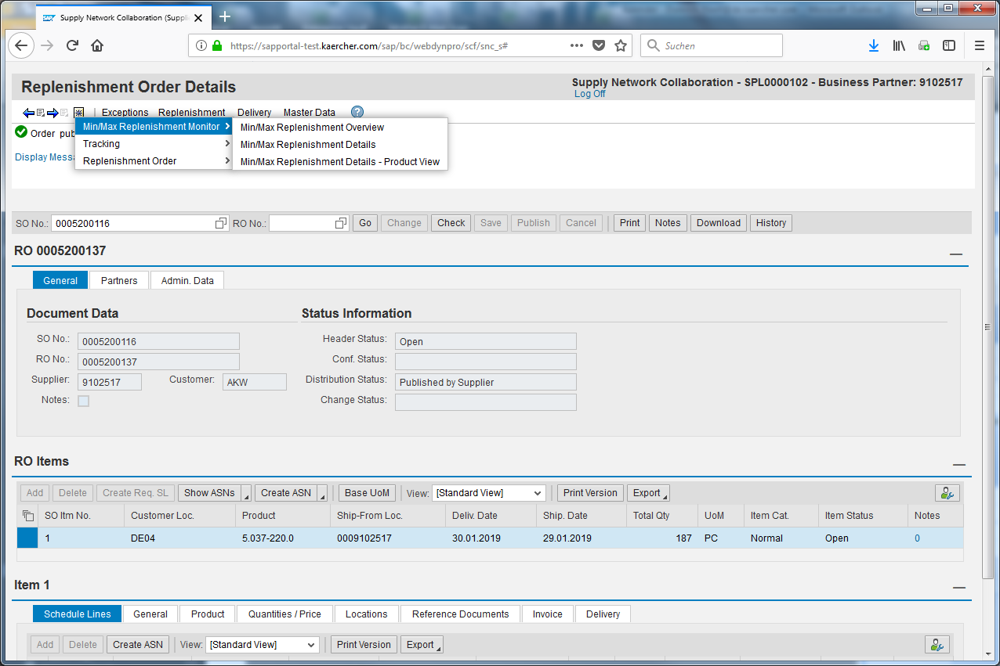 SAP Supply Network Collaboration (Suppli
https://sapportal-test.kaercher.com/sap/bc/webdynpro/scf/snc_s#
Suchen
Replenishment Order Details
Supply Network Collaboration - SPL0000102 - Business Partner: 9102517
Log Off
Exceptions Replenishment Delivery Master Data ?
Min/Max Replenishment Monitor
Min/Max Replenishment Overview
Order pub
Tracking
Min/Max Replenishment Details
Display Messa
Replenishment Order
Min/Max Replenishment Details - Product View
SO No.: 0005200116 RO No.: Go Change Check Save Publish Cancel Print Notes Download History
RO 0005200137
General Partners Admin. Data
Document Data Status Information
SO No.: 0005200116 Header Status: Open
RO No.: 0005200137 Conf. Status:
Supplier: 9102517 Customer: AKW Distribution Status: Published by Supplier
Notes: Change Status:
RO Items
Add Delete Create Req. SL Show ASNs Create ASN Base UoM View: [Standard View] Print Version Export
SO Itm No. Customer Loc. Product Ship-From Loc. Deliv. Date Ship. Date Total Qty UoM Item Cat. Item Status Notes
1 DE04 5.037-220.0 0009102517 30.01.2019 29.01.2019 187 PC Normal Open 0
Item 1
Schedule Lines General Product Quantities / Price Locations Reference Documents Invoice Delivery
Add Delete Create ASN View: [Standard View] Print Version Export